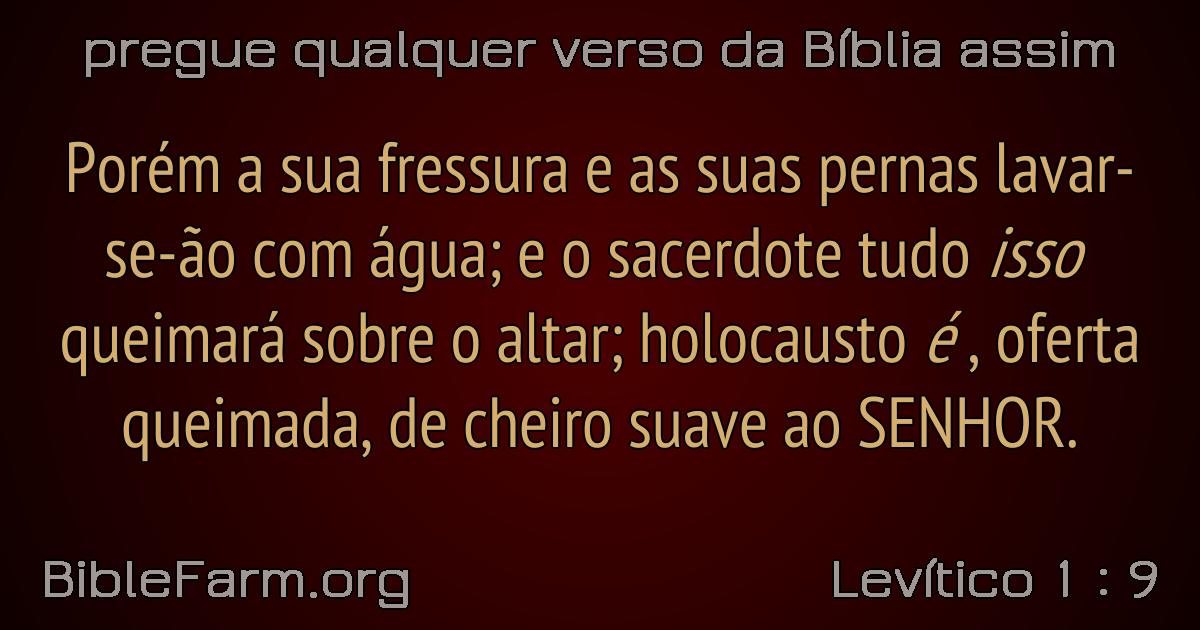 pregue qualquer verso da Bíblia assim
Porém a sua fressura e as suas pernas lavar-
se-ão com água; e o sacerdote tudo isso
queimará sobre o altar; holocausto é , oferta
queimada, de cheiro suave ao SENHOR.
BibleFarm.org
Levítico 1 : 9